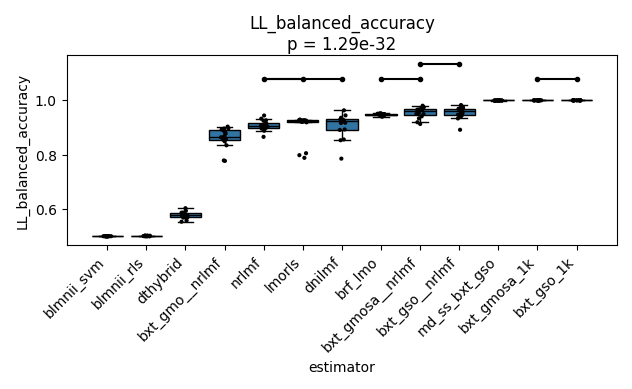 LL_balanced_accuracy
p = 1.29e-32
LL_balanced_accuracy
1.0
0.8
0.6
blmnii_svm
blmnii_rls
dthybrid
bxt_gmo__nrlmf
nrlmf
lmorls
dnilmf
brf_lmo
bxt_gmosa__nrlmf
bxt_gso__nrlmf
md_ss_bxt_gso
bxt_gmosa_1k
bxt_gso_1k
estimator